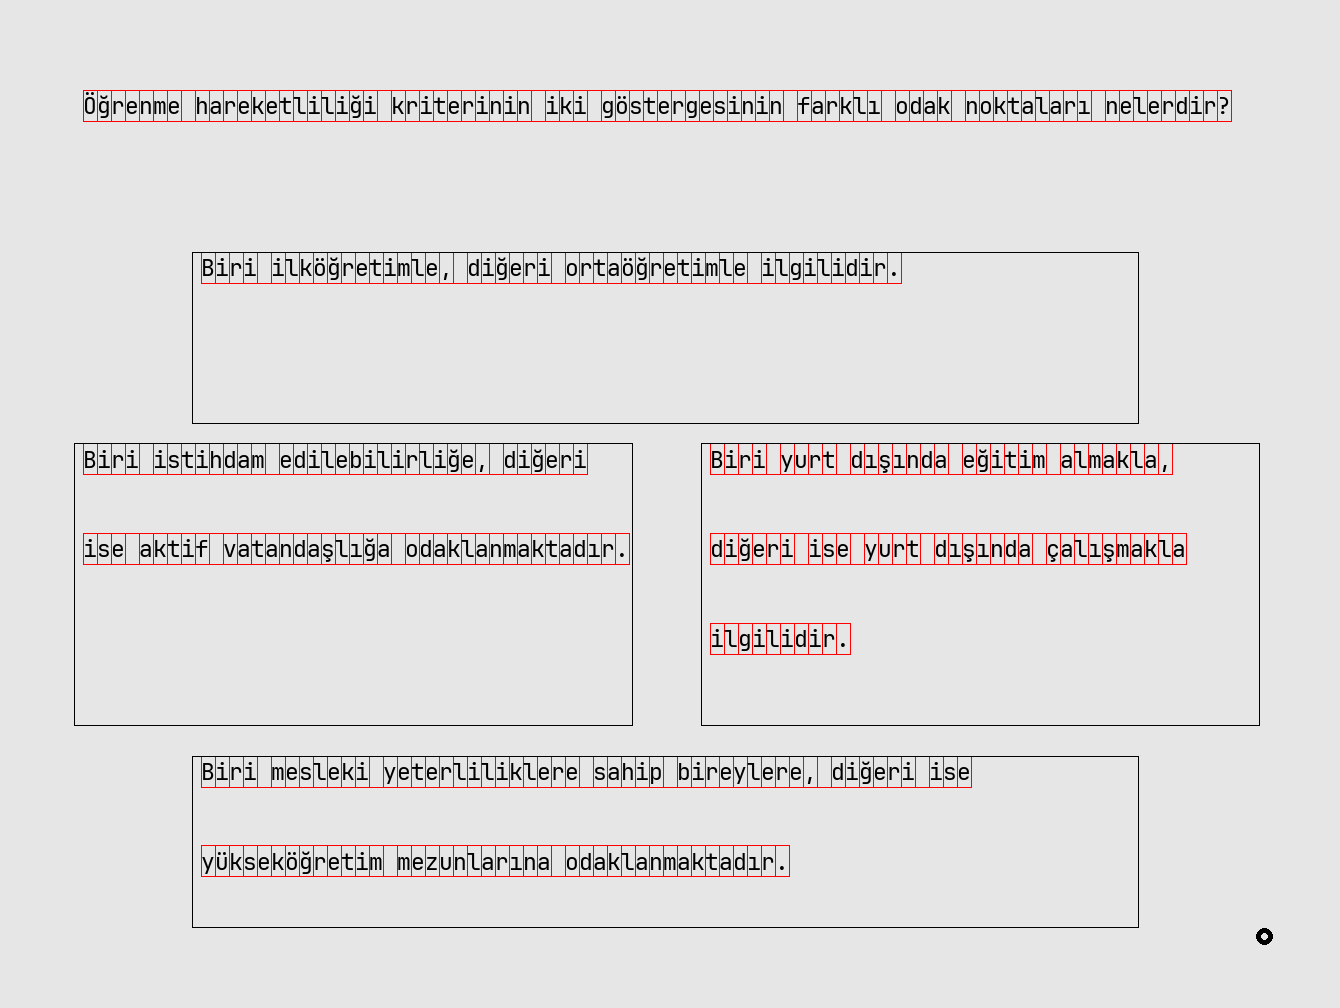 Öğrenme hareketliliği kriterinin iki göstergesinin farklı odak noktaları nelerdir?
Biri ilköğretimle, diğeri ortaöğretimle ilgilidir.
Biri istihdam edilebilirliğe, diğeri
ise aktif vatandaşlığa odaklanmaktadır.
Biri yurt dışında eğitim almakla,
diğeri ise yurt dışında çalışmakla
ilgilidir.
Biri mesleki yeterliliklere sahip bireylere, diğeri ise
yükseköğretim mezunlarına odaklanmaktadır.